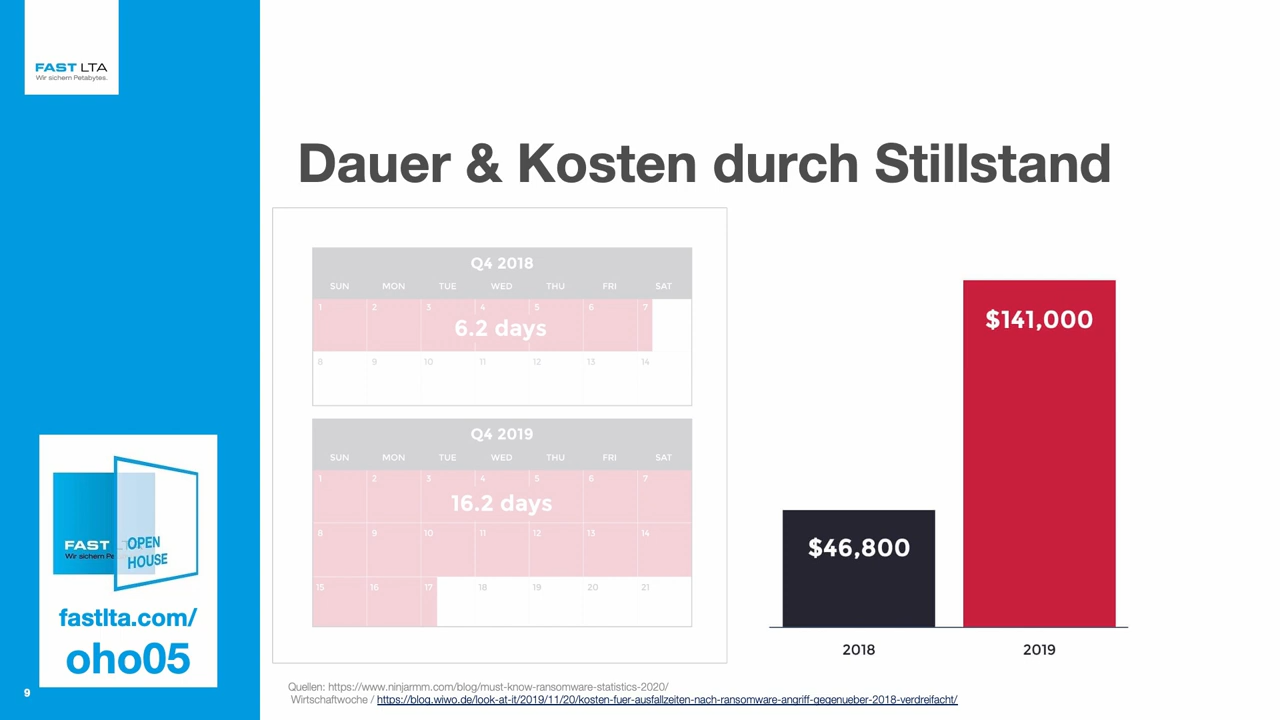 FAST LTA
Wir sichern Petabytes.
Dauer & Kosten durch Stillstand
Q4 2018
SUN MON TUE WED THU FRI SAT
1 2 3 4 5 6 7
6.2 days
8 9 10 11 12 13 14
Q4 2019
SUN MON TUE WED THU FRI SAT
1 2 3 4 5 6 7
16.2 days
8 9 10 11 12 13 14
15 16 17 18 19 20 21
$46,800
$141,000
2018 2019
FAST
Wir sichern Pe
OPEN
HOUSE
fastlta.com/
oho05
9
Quellen: https://www.ninjarmm.com/blog/must-know-ransomware-statistics-2020/
Wirtschaftwoche / https://blog.wiwo.de/look-at-it/2019/11/20/kosten-fuer-ausfallzeiten-nach-ransomware-angriff-gegenueber-2018-verdreifacht/